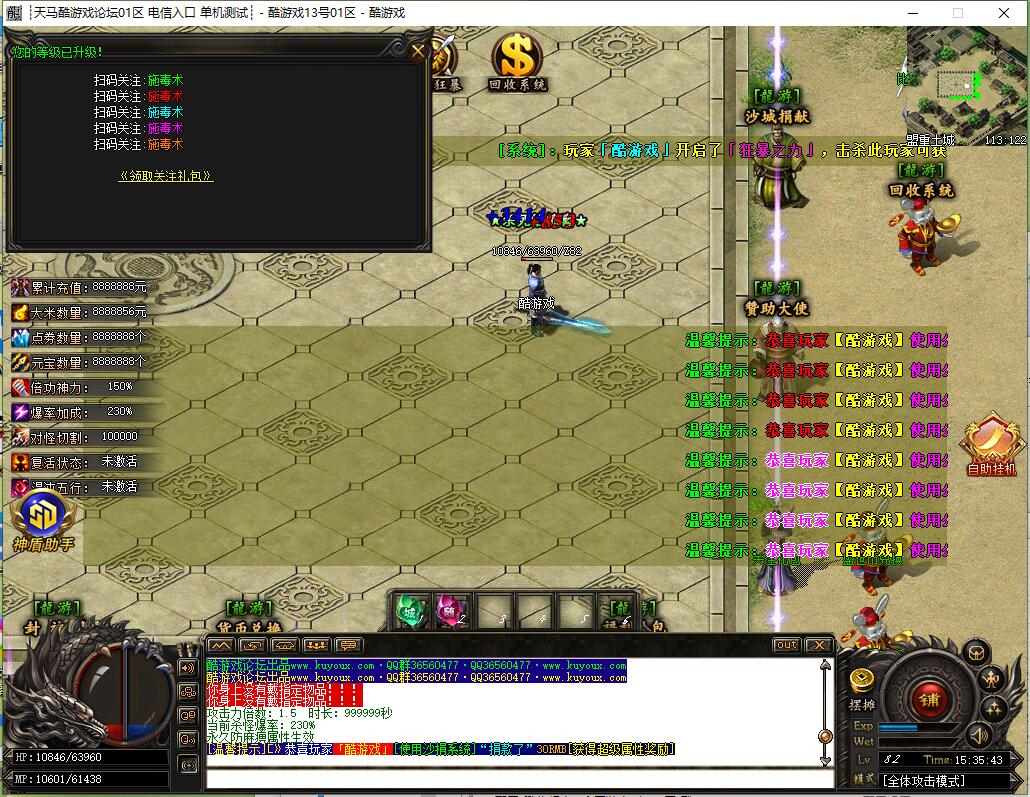 天马酷游戏论坛01区 电信入口 单机测试 - 酷游戏13号01区 - 酷游戏
您的等级已升级!
扫码关注:施毒术
扫码关注:施毒术
扫码关注:施毒术
扫码关注:施毒术
扫码关注:施毒术
《领取关注礼包》
狂暴
回收系统
[龍游]
沙城捐献
盟重土城 113:122
[系统]：玩家「酷游戏」开启了「狂暴之力」，击杀此玩家可获
[龍游]
回收系统
10846/63960/Z82
酷游戏
[龍游]
赞助大使
累计充值：8888888元
大米数量：8888856元
点券数量：8888888个
元宝数量：8888888个
倍功神力： 150%
爆率加成： 230%
对怪切割： 100000
复活状态： 未激活
未激活
神盾助手
温馨提示：恭喜玩家【酷游戏】使用
温馨提示：恭喜玩家【酷游戏】使用
温馨提示：恭喜玩家【酷游戏】使用
温馨提示：恭喜玩家【酷游戏】使用
温馨提示：恭喜玩家【酷游戏】使用
温馨提示：恭喜玩家【酷游戏】使用
温馨提示：恭喜玩家【酷游戏】使用
温馨提示：恭喜玩家【酷游戏】使用
自助挂机
[龍游]
[龍游]
货币兑换
城 1 随 2 3 4 5 6
out
酷游戏论坛出品www.kuyoux.com·QQ群36560477·QQ36560477·www.kuyoux.com
酷游戏论坛出品www.kuyoux.com·QQ群36560477·QQ36560477·www.kuyoux.com
你身上没有戴指定物品!!!!
你身上没有戴指定物品!!!!
攻击力倍数：1.5 时长：999999秒
当前杀怪爆率：230%
永久防麻痹属性生效
[温馨提示]：恭喜玩家「酷游戏」[使用沙捐系统]“捐款了”30RMB[获得超级属性奖励]
HP:10846/63960
MP:10601/61438
摆摊
铺
Exp
Wet
Lv 82 Time: 15:35:43
模式 [全体攻击模式]